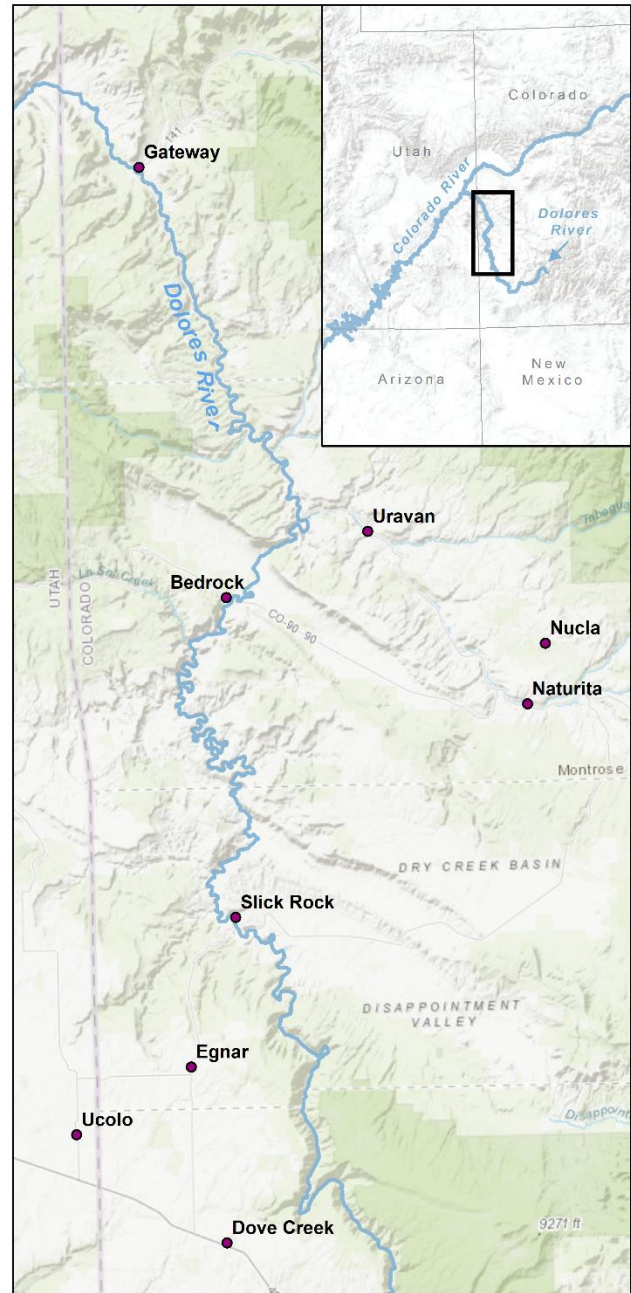 141
Gateway
Dolores River
Uravan
Tabegua
Bedrock
La Sal Creek
UTAH
COLORADO
CO-90 90
Nucla
Naturita
Montrose
DRY CREEK BASIN
Slick Rock
DISAPPOINTMENT
VALLEY
Egnar
Disappoint
Ucolo
9271 ft
Dove Creek
Colorado
Utah
Colorado River
Dolores
River
Arizona
New
Mexico